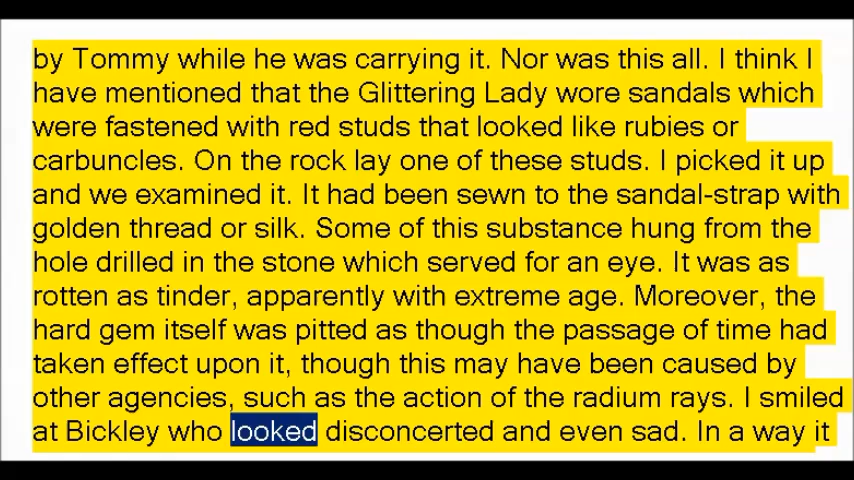 by Tommy while he was carrying it. Nor was this all. I think I
have mentioned that the Glittering Lady wore sandals which
were fastened with red studs that looked like rubies or
carbuncles. On the rock lay one of these studs. I picked it up
and we examined it. It had been sewn to the sandal-strap with
golden thread or silk. Some of this substance hung from the
hole drilled in the stone which served for an eye. It was as
rotten as tinder, apparently with extreme age. Moreover, the
hard gem itself was pitted as though the passage of time had
taken effect upon it, though this may have been caused by
other agencies, such as the action of the radium rays. I smiled
at Bickley who looked disconcerted and even sad. In a way it